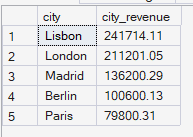 city city_revenue
1 Lisbon 241714.11
2 London 211201.05
3 Madrid 136200.29
4 Berlin 100600.13
5 Paris 79800.31